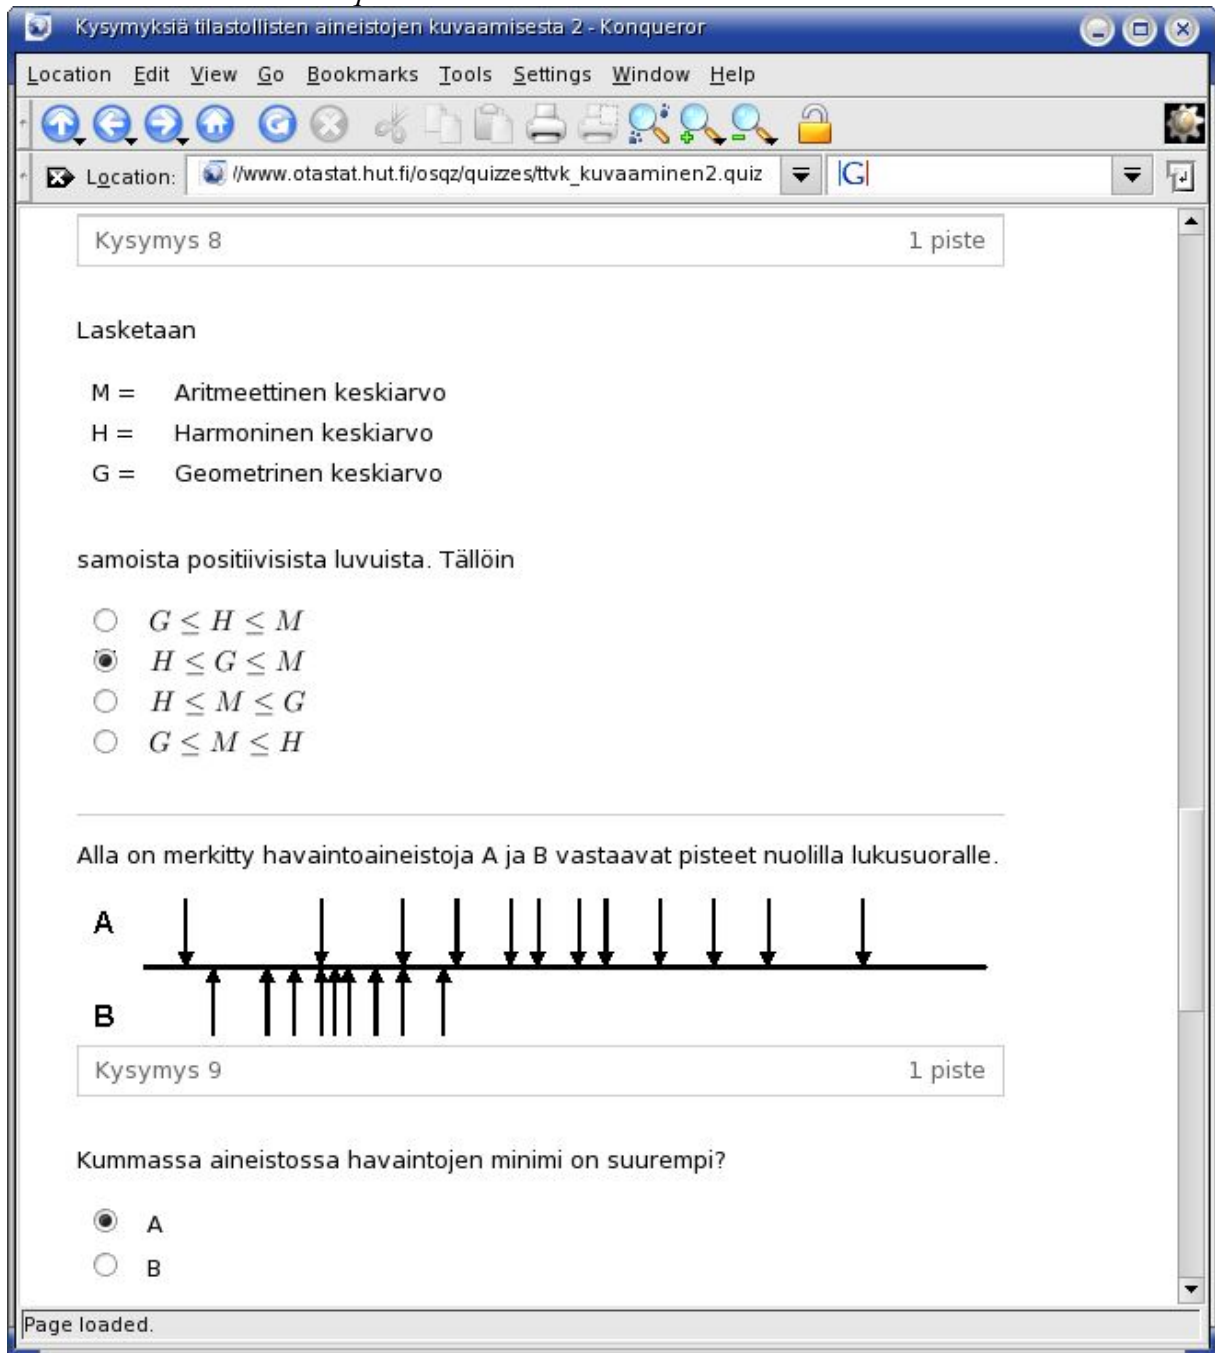 Kysymyksiä tilastollisten aineistojen kuvaamisesta 2 - Konqueror
Location Edit View Go Bookmarks Tools Settings Window Help
Location: //www.otastat.hut.fi/osqz/quizzes/ttvk_kuvaaminen2.quiz G
Kysymys 8 1 piste
Lasketaan
M = Aritmeettinen keskiarvo
H = Harmoninen keskiarvo
G = Geometrinen keskiarvo
samoista positiivisista luvuista. Tällöin
G ≤ H ≤ M
H ≤ G ≤ M
H ≤ M ≤ G
G ≤ M ≤ H
Alla on merkitty havaintoaineistoja A ja B vastaavat pisteet nuolilla lukusuoralle.
A
B
Kysymys 9 1 piste
Kummassa aineistossa havaintojen minimi on suurempi?
A
B
Page loaded.